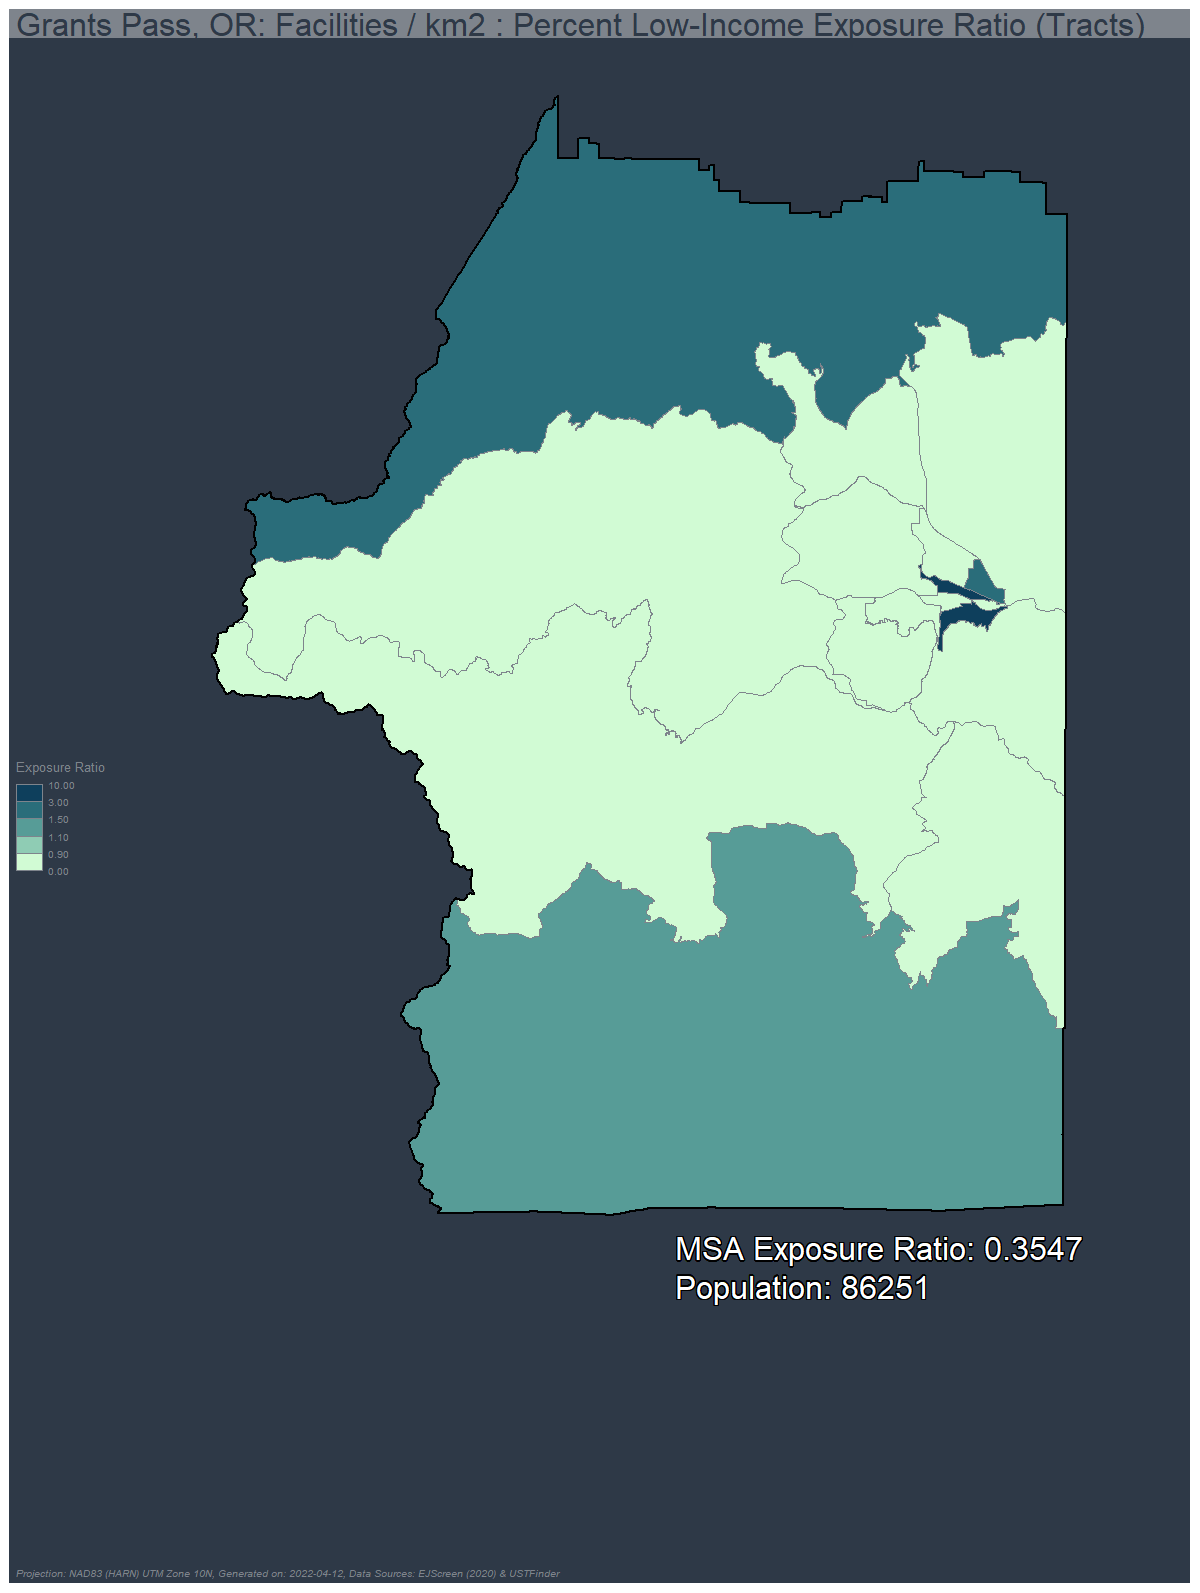 Grants Pass, OR: Facilities / km2 : Percent Low-Income Exposure Ratio (Tracts)
Exposure Ratio
10.00
3.00
1.50
1.10
0.90
0.00
MSA Exposure Ratio: 0.3547
Population: 86251
Projection: NAD83 (HARN) UTM Zone 10N, Generated on: 2022-04-12, Data Sources: EJScreen (2020) & USTFinder